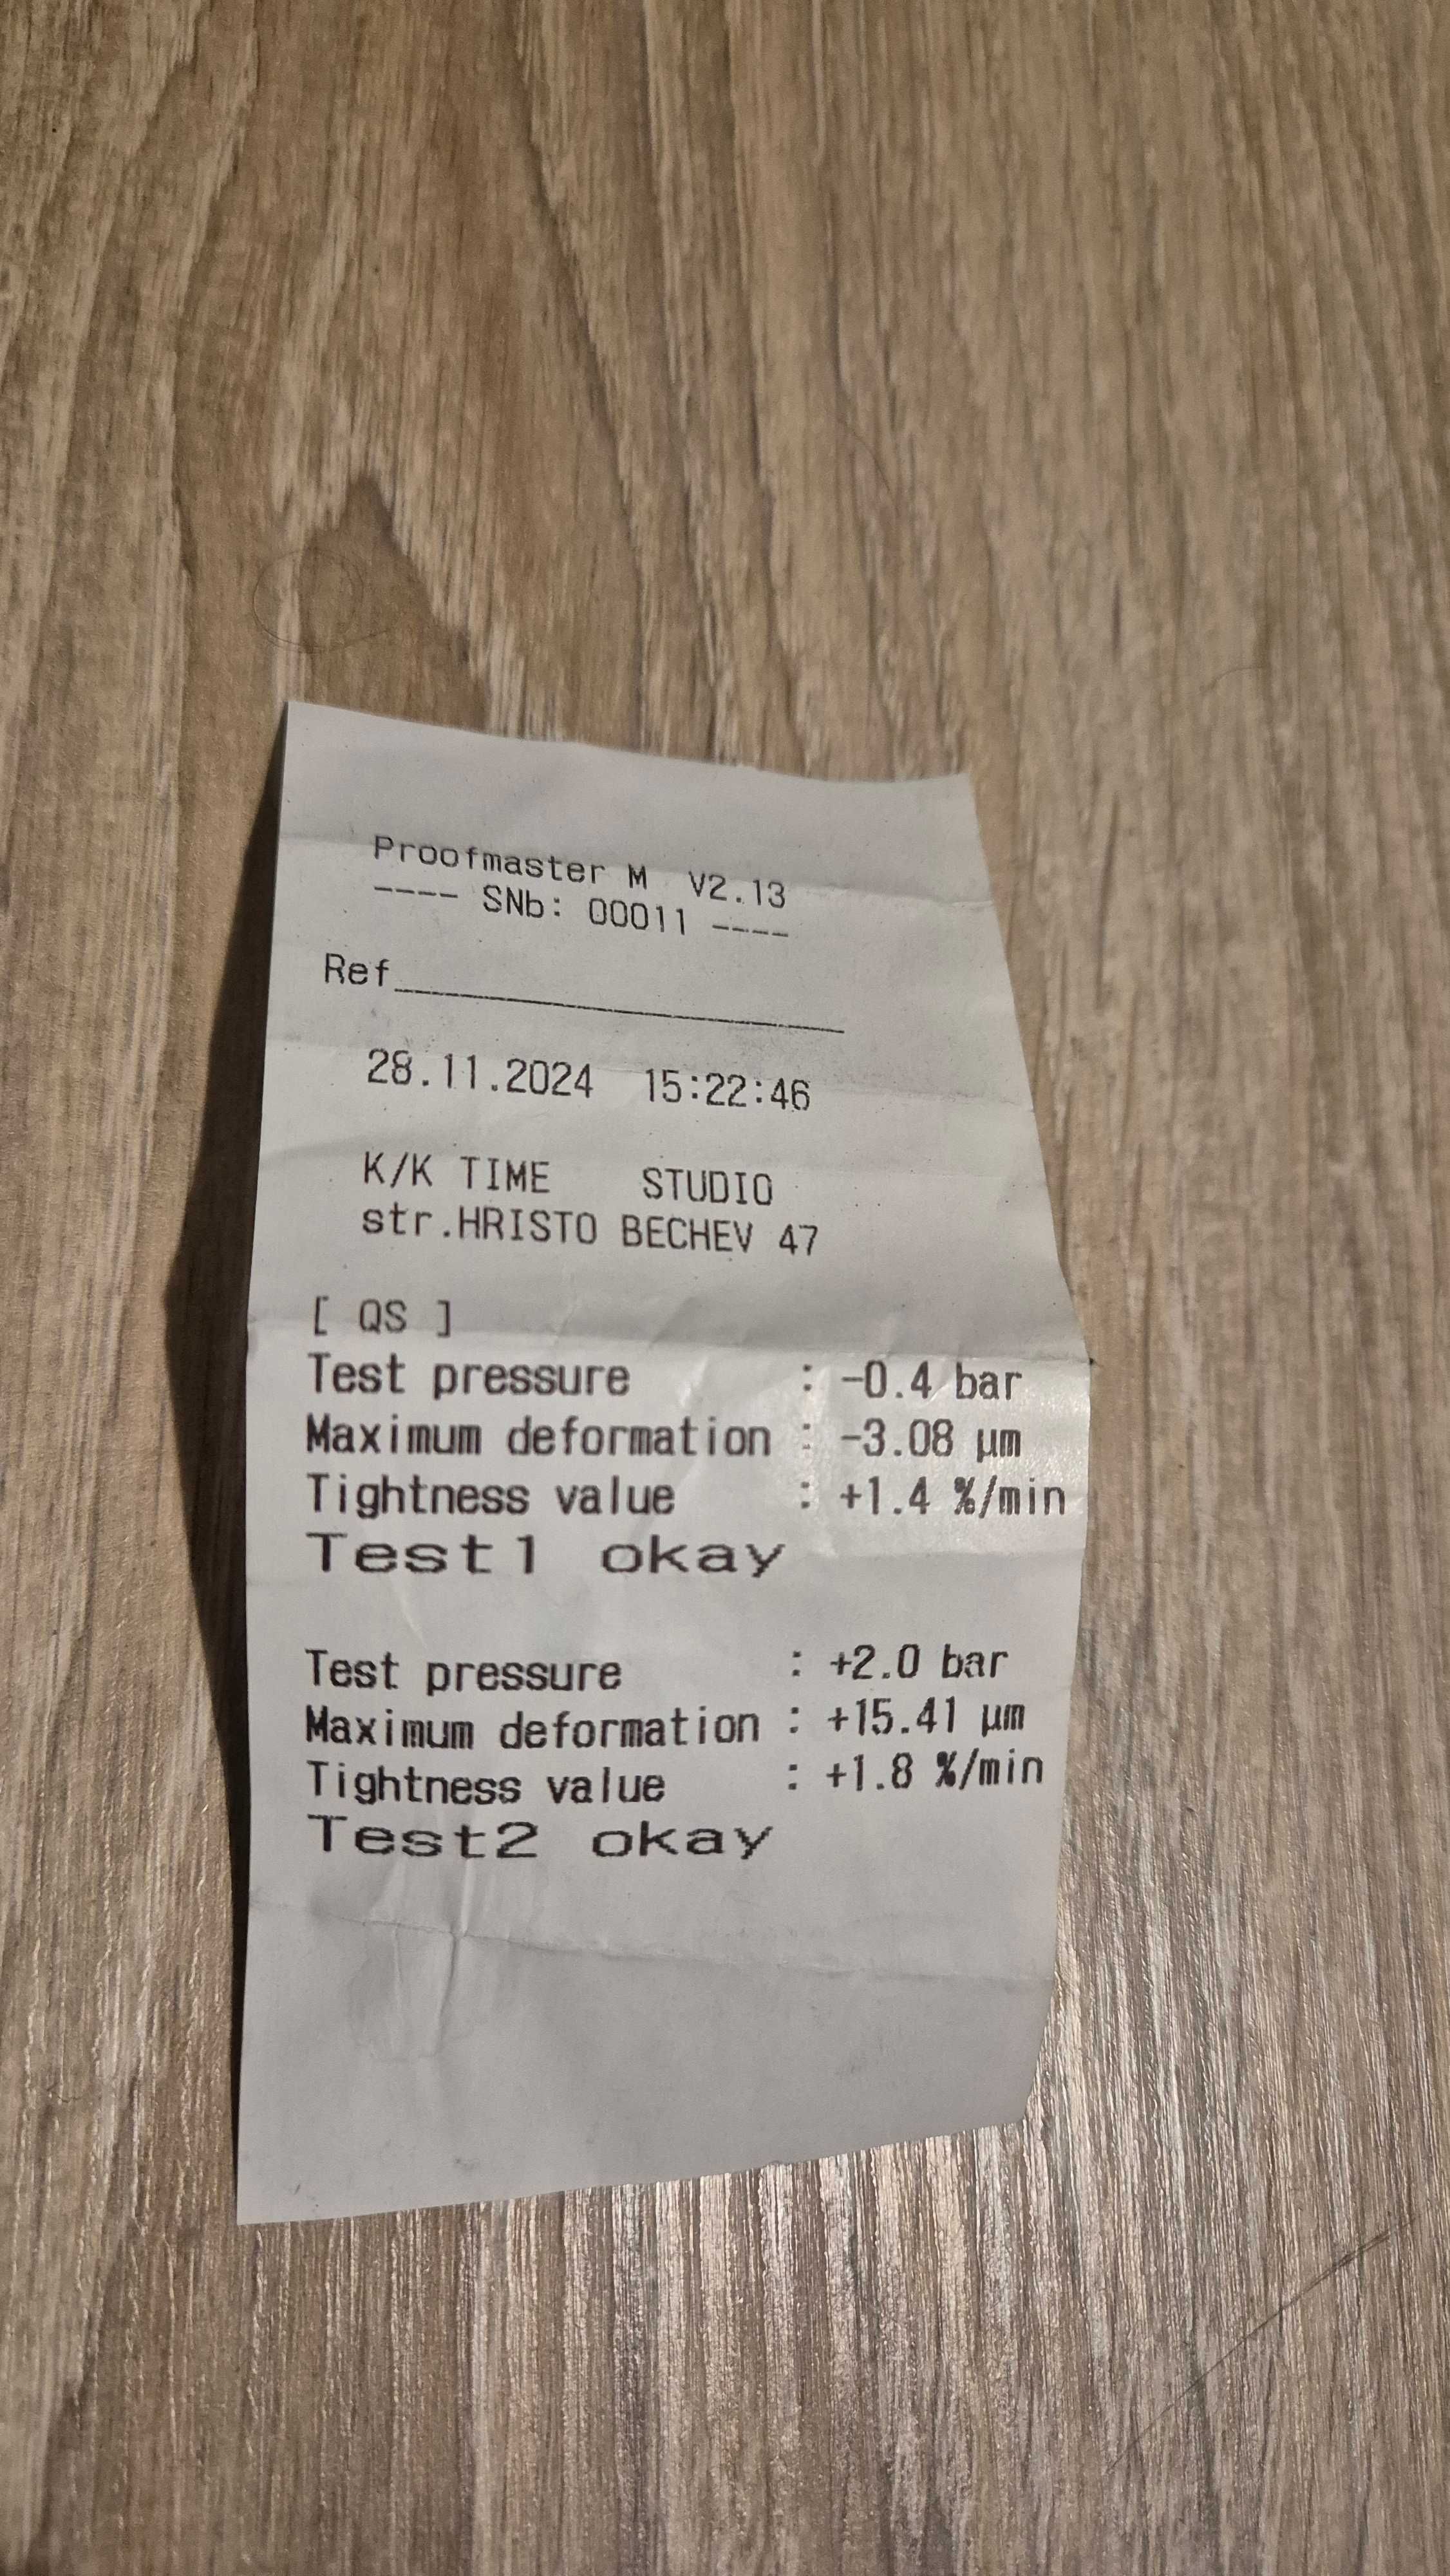 Proofmaster M V2.13
---- SNb: 00011 ----
Ref____________________
28.11.2024 15:22:46
K/K TIME STUDIO
str.HRISTO BECHEV 47
[ QS ]
Test pressure : -0.4 bar
Maximum deformation : -3.08 µm
Tightness value : +1.4 %/min
Test1 okay
Test pressure : +2.0 bar
Maximum deformation : +15.41 µm
Tightness value : +1.8 %/min
Test2 okay